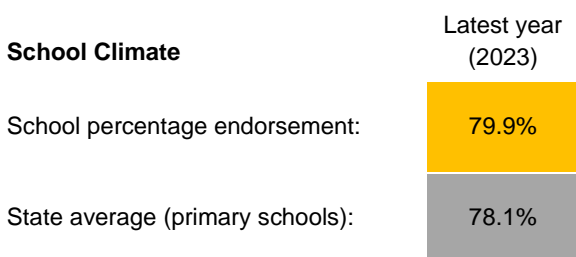 Latest year
School Climate
(2023)
School percentage endorsement: 79.9%
State average (primary schools): 78.1%